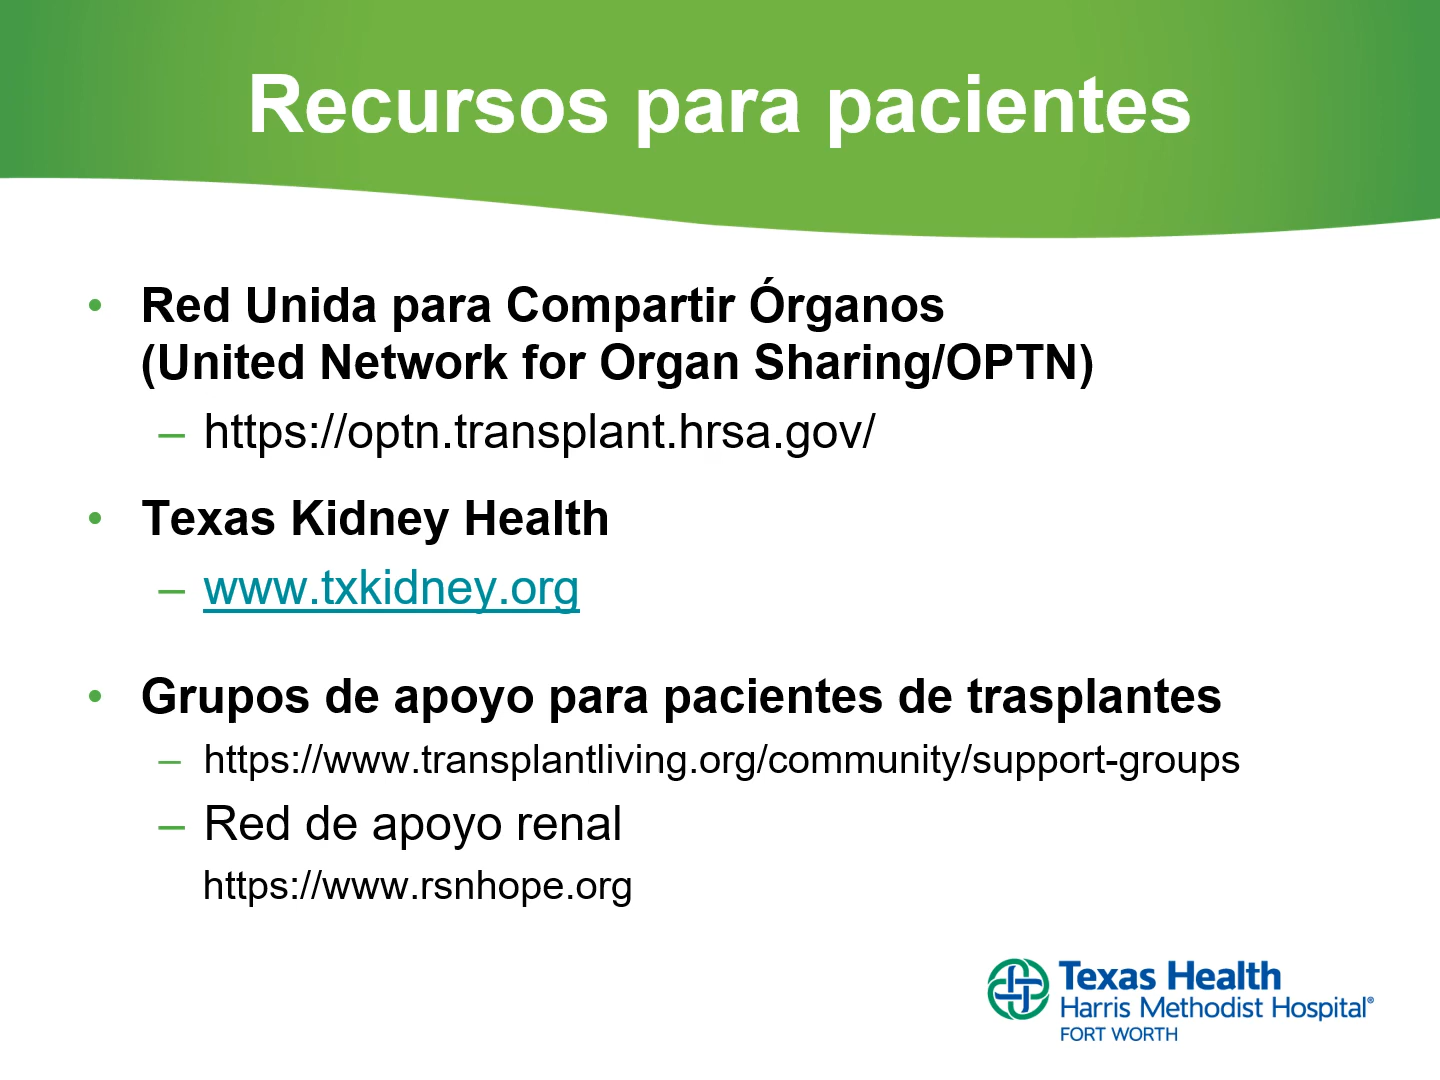 Recursos para pacientes
• Red Unida para Compartir Órganos
(United Network for Organ Sharing/OPTN)
– https://optn.transplant.hrsa.gov/
• Texas Kidney Health
– www.txkidney.org
• Grupos de apoyo para pacientes de trasplantes
– https://www.transplantliving.org/community/support-groups
– Red de apoyo renal
https://www.rsnhope.org
Texas Health
Harris Methodist Hospital®
FORT WORTH